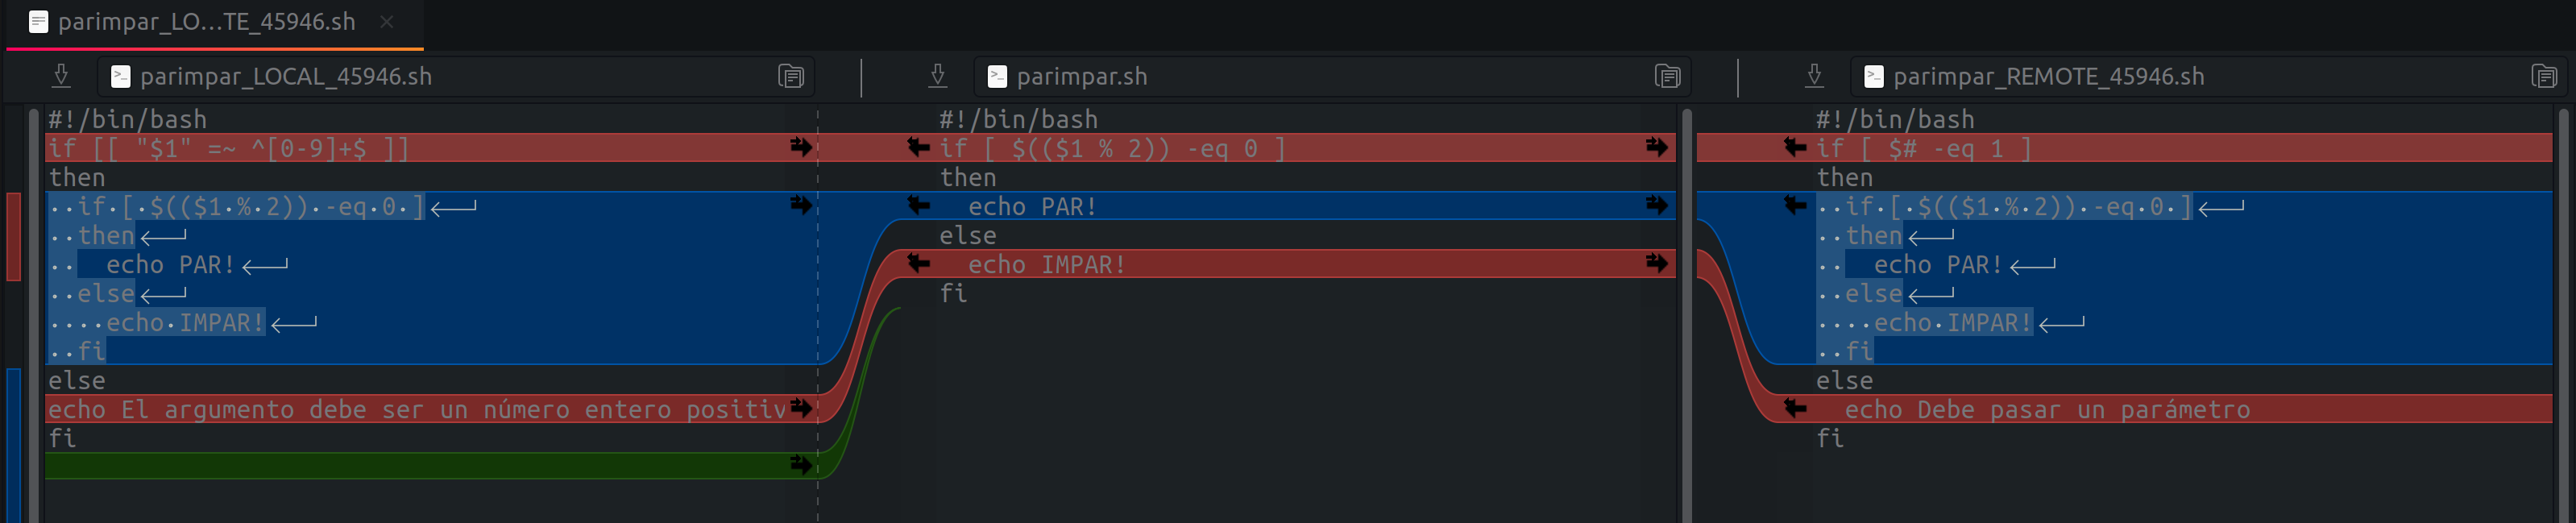 parimpar_LO…TE_45946.sh
parimpar_LOCAL_45946.sh
parimpar.sh
parimpar_REMOTE_45946.sh
#!/bin/bash
if [[ "$1" =~ ^[0-9]+$ ]]
then
··if·[·$(($1·%·2))·-eq·0·]
··then
··  echo PAR!
··else
····echo·IMPAR!
··fi
else
echo El argumento debe ser un número entero positiv
fi
#!/bin/bash
if [ $(($1 % 2)) -eq 0 ]
then
  echo PAR!
else
  echo IMPAR!
fi
#!/bin/bash
if [ $# -eq 1 ]
then
··if·[·$(($1·%·2))·-eq·0·]
··then
··  echo PAR!
··else
····echo·IMPAR!
··fi
else
  echo Debe pasar un parámetro
fi